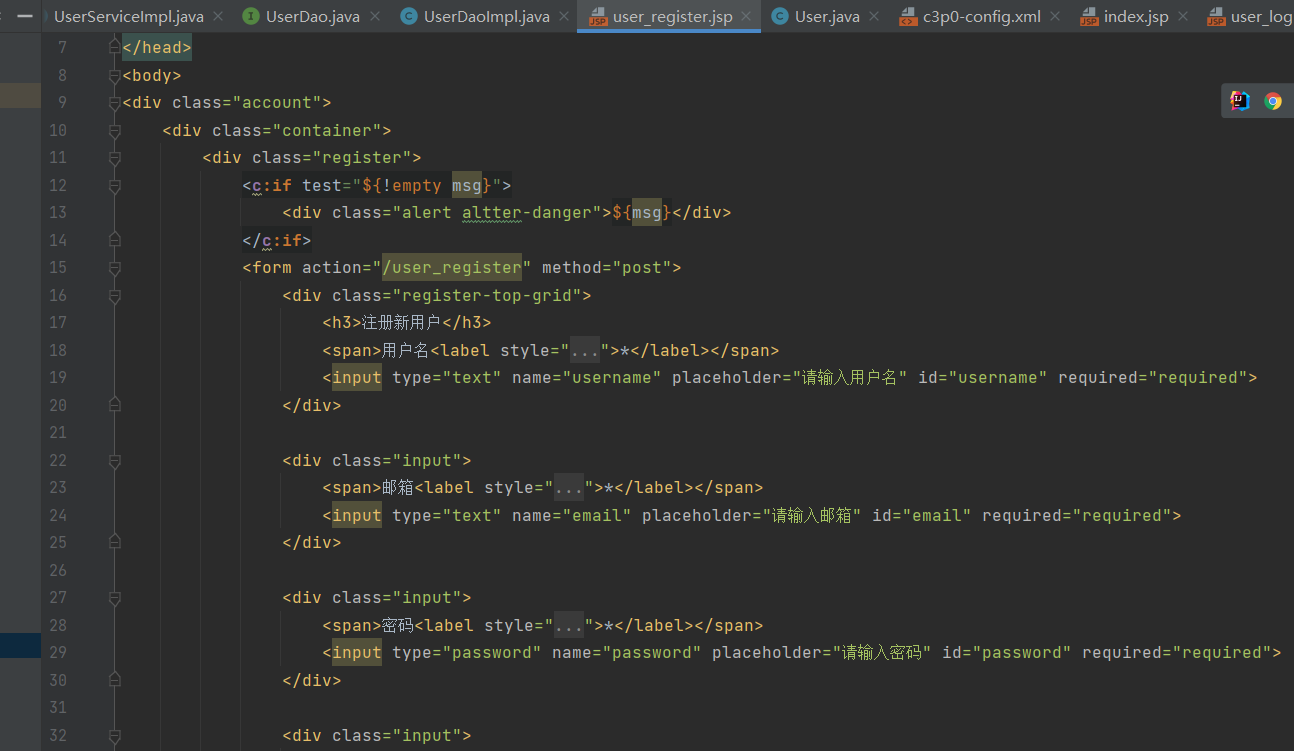 UserServiceImpl.java × UserDao.java × UserDaoImpl.java × user_register.jsp × User.java × c3p0-config.xml × index.jsp × user_log
7 </head>
8 <body>
9 <div class="account">
10 <div class="container">
11 <div class="register">
12 <c:if test="${!empty msg}">
13 <div class="alert altter-danger">${msg}</div>
14 </c:if>
15 <form action="/user_register" method="post">
16 <div class="register-top-grid">
17 <h3>注册新用户</h3>
18 <span>用户名<label style="...">*</label></span>
19 <input type="text" name="username" placeholder="请输入用户名" id="username" required="required">
20 </div>
21
22 <div class="input">
23 <span>邮箱<label style="...">*</label></span>
24 <input type="text" name="email" placeholder="请输入邮箱" id="email" required="required">
25 </div>
26
27 <div class="input">
28 <span>密码<label style="...">*</label></span>
29 <input type="password" name="password" placeholder="请输入密码" id="password" required="required">
30 </div>
31
32 <div class="input">